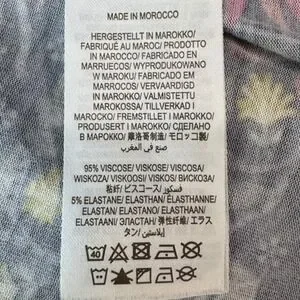 MADE IN MOROCCO
HERGESTELLT IN MAROKKO/
FABRIQUÉ AU MAROC/ PRODOTTO
IN MAROCCO/ FABRICADO EN
MARRUECOS/ WYPRODUKOWANO
W MAROKU/ FABRICADO EM
MARROCOS/ VERVAARDIGD
IN MAROKKO/ VALMISTETTU
MAROKOSSA/ TILLVERKAD I
MAROKKO/ FREMSTILLET I MAROKKO/
PRODUSERT I MAROKKO/ СДЕЛАНО
В МАРОККО/ 摩洛哥制造/ モロッコ製/
صنع في المغرب
95% VISCOSE/ VISKOSE/ VISCOSA/
WISKOZA/ VISKOOSI/ VISKOS/ ВИСКОЗА/
粘纤/ ビスコース/ فسكوز/
5% ELASTANE/ ELASTHAN/ ÉLASTHANNE/
ELASTAN/ ELASTANO/ ELASTHAAN/
ELASTAANI/ ЭЛАСТАН/ 弹性纤维/ エラス
タン/ إيلاستين/
40